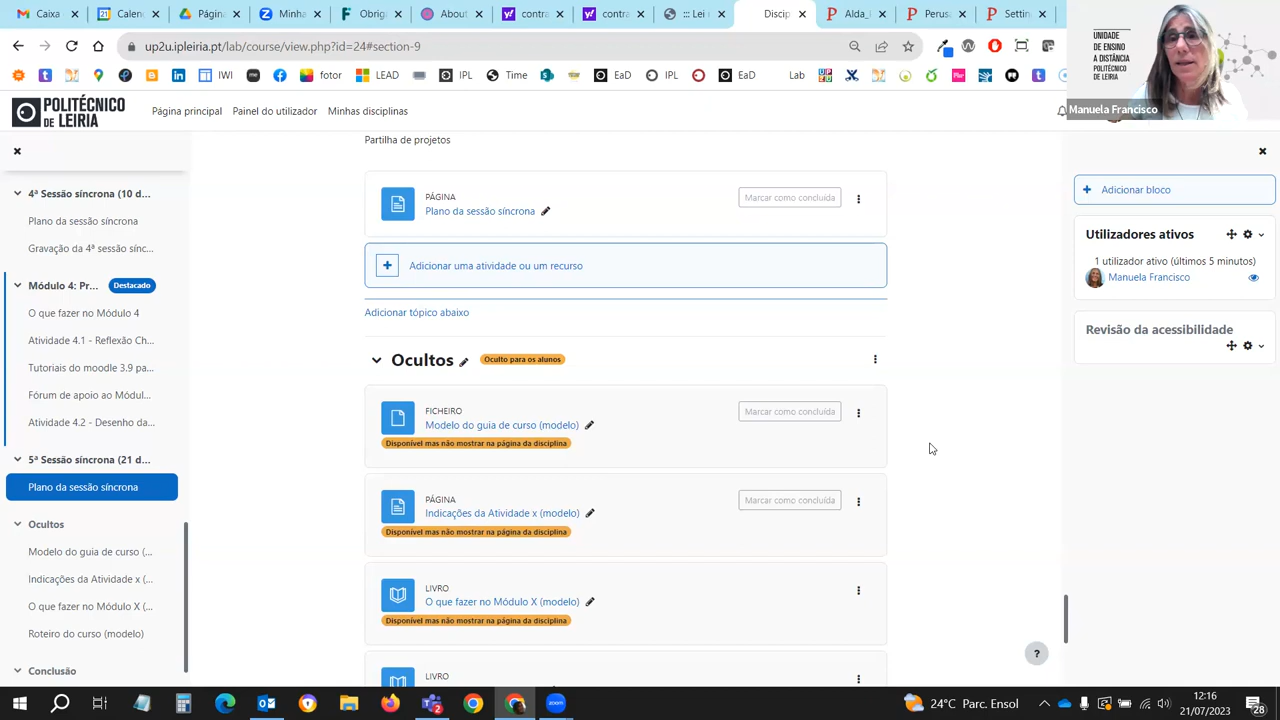 Caixa
Calend
Página
Minha
Origin
About
contra
contra
::: Lei
Discip
Alda_i
Perusa
Settin
up2u.ipleiria.pt/lab/course/view.php?id=24#section-9
IWI
fotor
LEAD
IPL
Time
EaD
IPL
EaD
Lab
UNIDADE
DE ENSINO
A DISTÂNCIA
POLITÉCNICO
DE LEIRIA
Manuela Francisco
POLITÉCNICO
DE LEIRIA
Página principal
Painel do utilizador
Minhas disciplinas
4ª Sessão síncrona (10 d...
Plano da sessão síncrona
Gravação da 4ª sessão sínc...
Módulo 4: Pr...
Destacado
O que fazer no Módulo 4
Atividade 4.1 - Reflexão Ch...
Tutoriais do moodle 3.9 pa...
Fórum de apoio ao Módul...
Atividade 4.2 - Desenho da...
5ª Sessão síncrona (21 d...
Plano da sessão síncrona
Ocultos
Modelo do guia de curso (...
Indicações da Atividade x (...
O que fazer no Módulo X (...
Roteiro do curso (modelo)
Conclusão
Partilha de projetos
PÁGINA
Plano da sessão síncrona
Marcar como concluída
Adicionar uma atividade ou um recurso
Adicionar tópico abaixo
Ocultos
Oculto para os alunos
FICHEIRO
Modelo do guia de curso (modelo)
Marcar como concluída
Disponível mas não mostrar na página da disciplina
PÁGINA
Indicações da Atividade x (modelo)
Marcar como concluída
Disponível mas não mostrar na página da disciplina
LIVRO
O que fazer no Módulo X (modelo)
Disponível mas não mostrar na página da disciplina
LIVRO
Adicionar bloco
Utilizadores ativos
1 utilizador ativo (últimos 5 minutos)
Manuela Francisco
Revisão da acessibilidade
?
24°C Parc. Ensol
12:16
21/07/2023
28